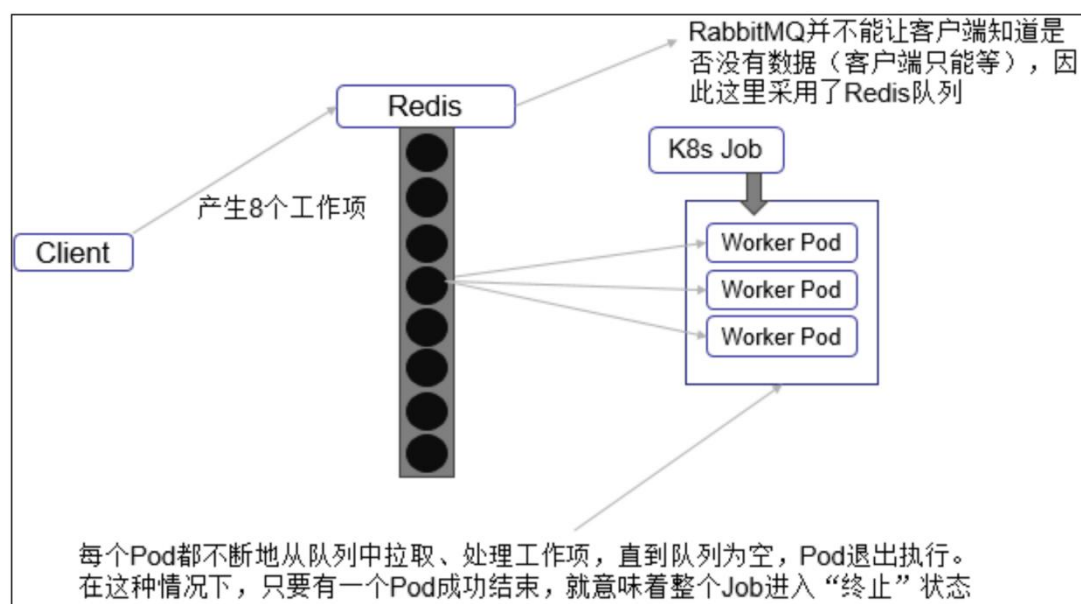 RabbitMQ并不能让客户端知道是
否没有数据（客户端只能等），因
此这里采用了Redis队列
Redis
K8s Job
产生8个工作项
Client
Worker Pod
Worker Pod
Worker Pod
每个Pod都不断地从队列中拉取、处理工作项，直到队列为空，Pod退出执行。
在这种情况下，只要有一个Pod成功结束，就意味着整个Job进入“终止”状态